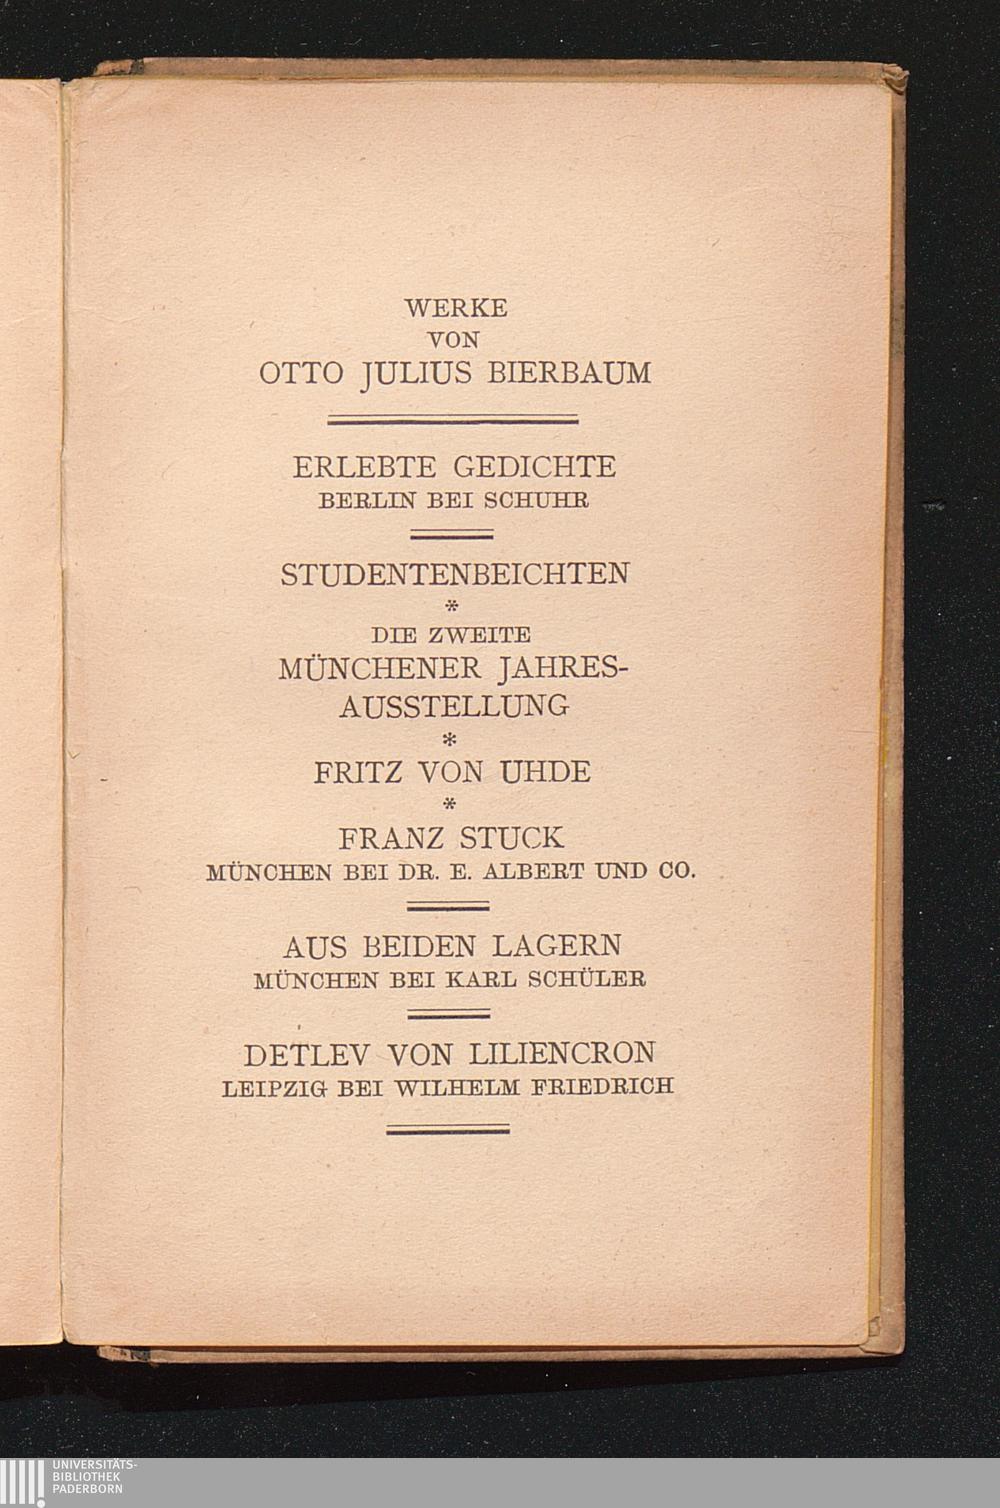 WERKE
VON
OTTO JULIUS BIERBAUM
ERLEBTE GEDICHTE
BERLIN BEI SCHUHR
STUDENTENBEICHTEN
*
DIE ZWEITE
MÜNCHENER JAHRES-
AUSSTELLUNG
*
FRITZ VON UHDE
*
FRANZ STUCK
MÜNCHEN BEI DR. E. ALBERT UND CO.
AUS BEIDEN LAGERN
MÜNCHEN BEI KARL SCHÜLER
DETLEV VON LILIENCRON
LEIPZIG BEI WILHELM FRIEDRICH
UNIVERSITÄTS-
BIBLIOTHEK
PADERBORN